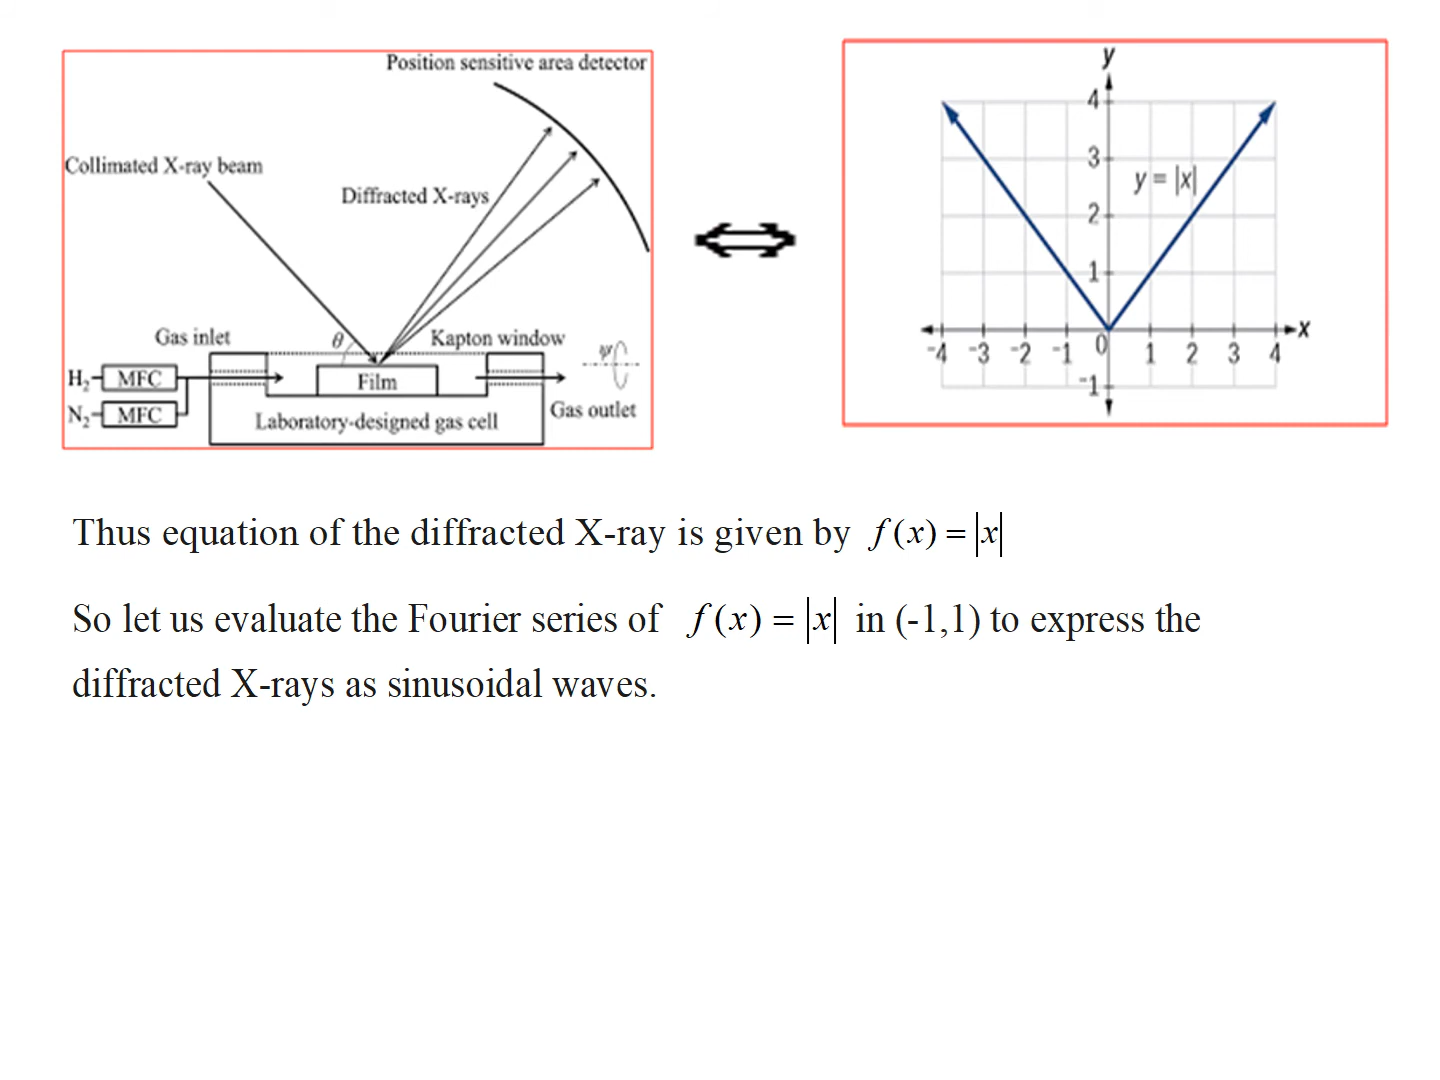 Position sensitive area detector
Collimated X-ray beam
Diffracted X-rays
Gas inlet
θ
Kapton window
ψ
H₂ MFC
Film
N₂ MFC
Laboratory-designed gas cell
Gas outlet
y
4
3
y = |x|
2
1
x
-4 -3 -2 -1 0 1 2 3 4
-1
Thus equation of the diffracted X-ray is given by f(x) = |x|
So let us evaluate the Fourier series of f(x) = |x| in (-1,1) to express the
diffracted X-rays as sinusoidal waves.